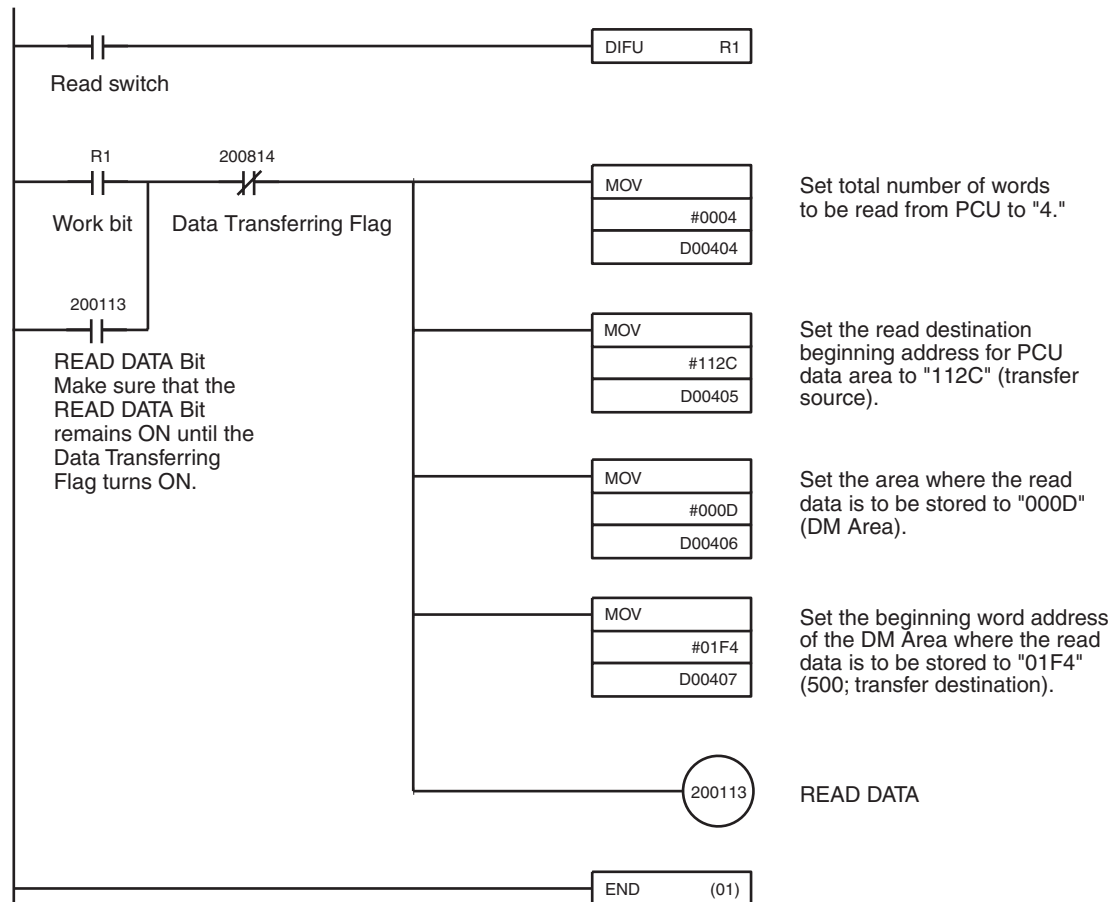 DIFU R1
Read switch
R1 200814
MOV
#0004
D00404
Set total number of words
to be read from PCU to "4."
Work bit Data Transferring Flag
200113
READ DATA Bit
Make sure that the
READ DATA Bit
remains ON until the
Data Transferring
Flag turns ON.
MOV
#112C
D00405
Set the read destination
beginning address for PCU
data area to "112C" (transfer
source).
MOV
#000D
D00406
Set the area where the read
data is to be stored to "000D"
(DM Area).
MOV
#01F4
D00407
Set the beginning word address
of the DM Area where the read
data is to be stored to "01F4"
(500; transfer destination).
200113 READ DATA
END (01)